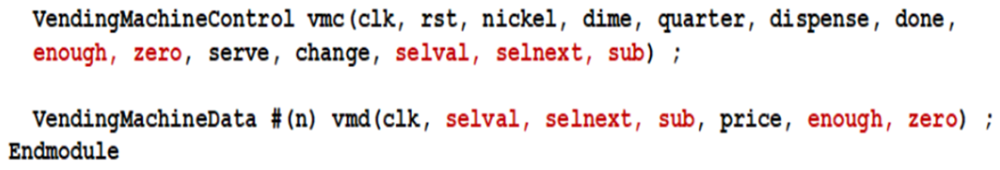 VendingMachineControl vmc(clk, rst, nickel, dime, quarter, dispense, done,
enough, zero, serve, change, selval, selnext, sub) ;
VendingMachineData #(n) vmd(clk, selval, selnext, sub, price, enough, zero) ;
Endmodule